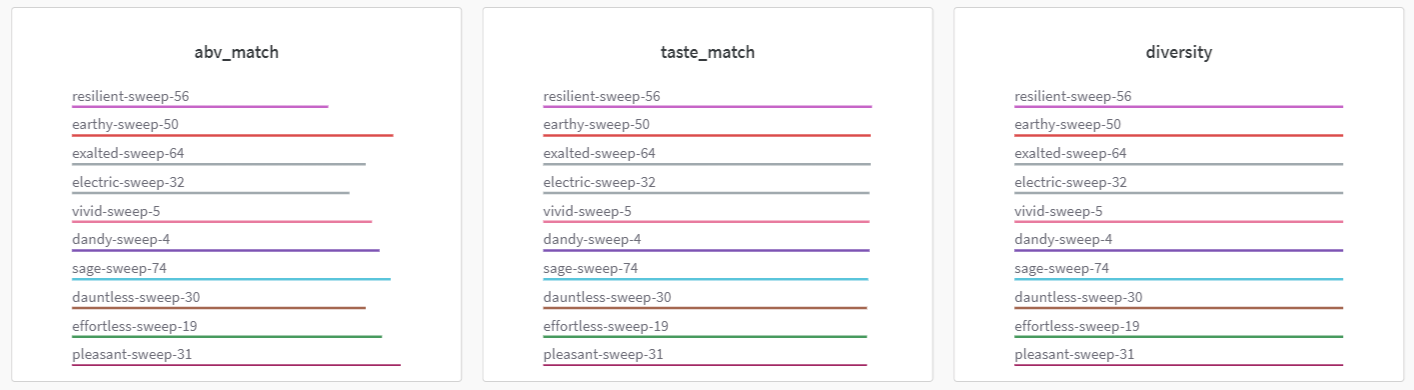 abv_match
resilient-sweep-56
earthy-sweep-50
exalted-sweep-64
electric-sweep-32
vivid-sweep-5
dandy-sweep-4
sage-sweep-74
dauntless-sweep-30
effortless-sweep-19
pleasant-sweep-31
taste_match
resilient-sweep-56
earthy-sweep-50
exalted-sweep-64
electric-sweep-32
vivid-sweep-5
dandy-sweep-4
sage-sweep-74
dauntless-sweep-30
effortless-sweep-19
pleasant-sweep-31
diversity
resilient-sweep-56
earthy-sweep-50
exalted-sweep-64
electric-sweep-32
vivid-sweep-5
dandy-sweep-4
sage-sweep-74
dauntless-sweep-30
effortless-sweep-19
pleasant-sweep-31